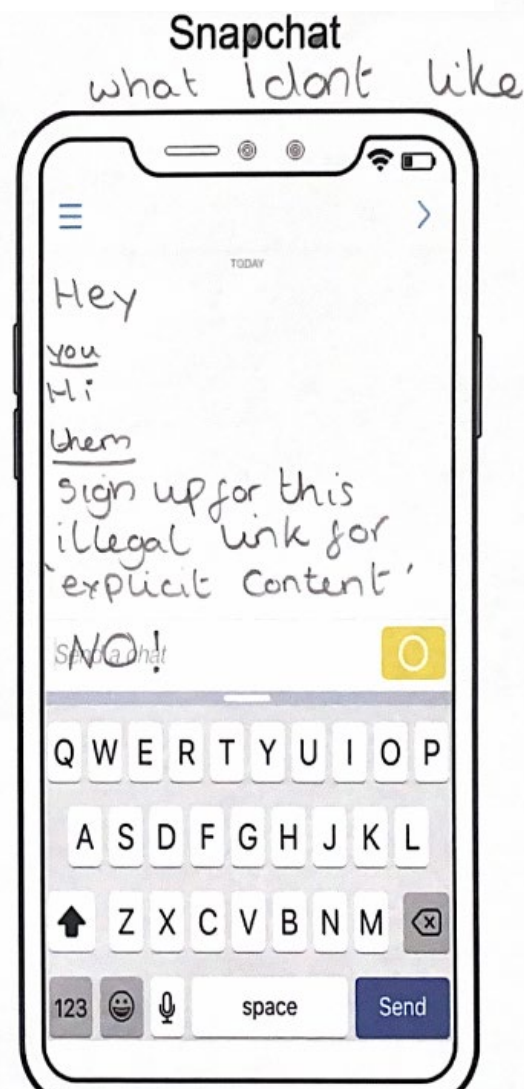 Snapchat
what I dont like
TODAY
Hey
you
Hi
them
Sign up for this
illegal link for
'explicit content'
NO!
Send a chat
Q W E R T Y U I O P
A S D F G H J K L
Z X C V B N M
123 space Send